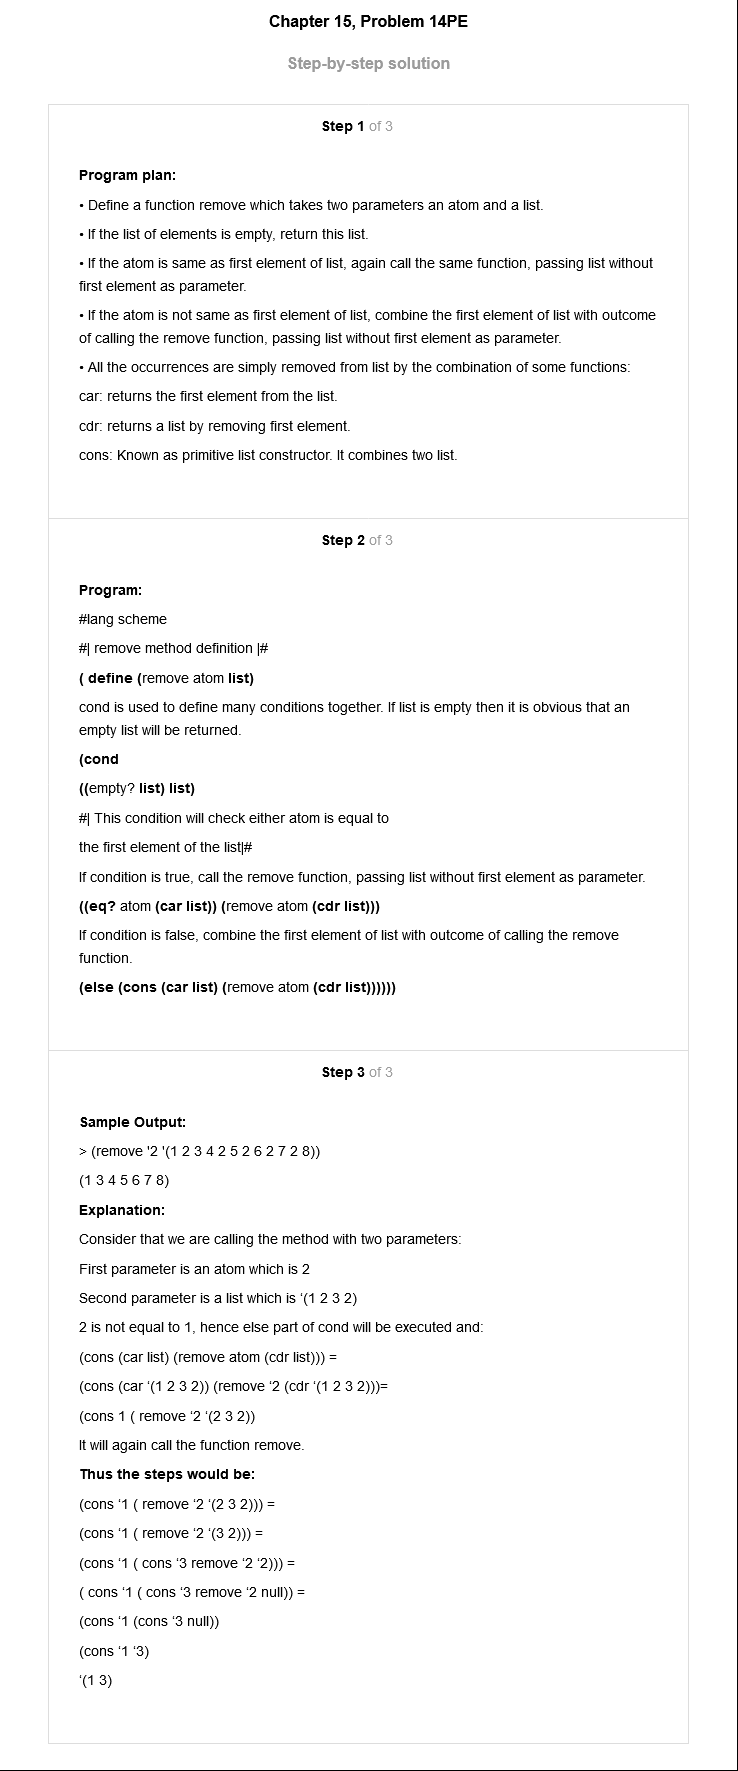 Chapter 15, Problem 14PE
Step-by-step solution
Step 1 of 3
Program plan:
• Define a function remove which takes two parameters an atom and a list.
• If the list of elements is empty, return this list.
• If the atom is same as first element of list, again call the same function, passing list without
first element as parameter.
• If the atom is not same as first element of list, combine the first element of list with outcome
of calling the remove function, passing list without first element as parameter.
• All the occurrences are simply removed from list by the combination of some functions:
car: returns the first element from the list.
cdr: returns a list by removing first element.
cons: Known as primitive list constructor. It combines two list.
Step 2 of 3
Program:
#lang scheme
#| remove method definition |#
( define (remove atom list)
cond is used to define many conditions together. If list is empty then it is obvious that an
empty list will be returned.
(cond
((empty? list) list)
#| This condition will check either atom is equal to
the first element of the list|#
If condition is true, call the remove function, passing list without first element as parameter.
((eq? atom (car list)) (remove atom (cdr list)))
If condition is false, combine the first element of list with outcome of calling the remove
function.
(else (cons (car list) (remove atom (cdr list))))))
Step 3 of 3
Sample Output:
> (remove '2 '(1 2 3 4 2 5 2 6 2 7 2 8))
(1 3 4 5 6 7 8)
Explanation:
Consider that we are calling the method with two parameters:
First parameter is an atom which is 2
Second parameter is a list which is ‘(1 2 3 2)
2 is not equal to 1, hence else part of cond will be executed and:
(cons (car list) (remove atom (cdr list))) =
(cons (car ‘(1 2 3 2)) (remove ‘2 (cdr ‘(1 2 3 2)))=
(cons 1 ( remove ‘2 ‘(2 3 2))
It will again call the function remove.
Thus the steps would be:
(cons ‘1 ( remove ‘2 ‘(2 3 2))) =
(cons ‘1 ( remove ‘2 ‘(3 2))) =
(cons ‘1 ( cons ‘3 remove ‘2 ‘2))) =
( cons ‘1 ( cons ‘3 remove ‘2 null)) =
(cons ‘1 (cons ‘3 null))
(cons ‘1 ‘3)
‘(1 3)